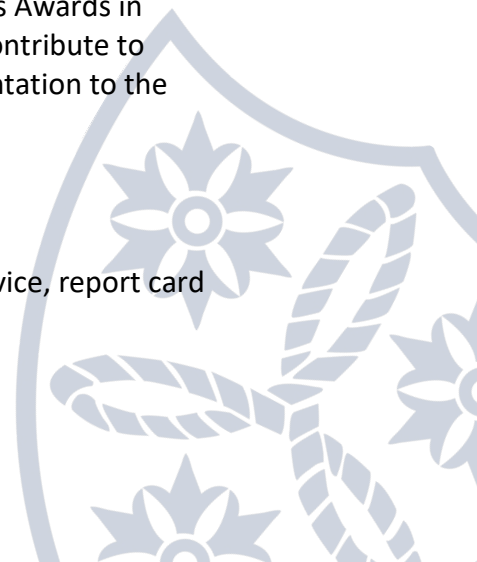 s Awards in
ontribute to
ntation to the
vice, report card